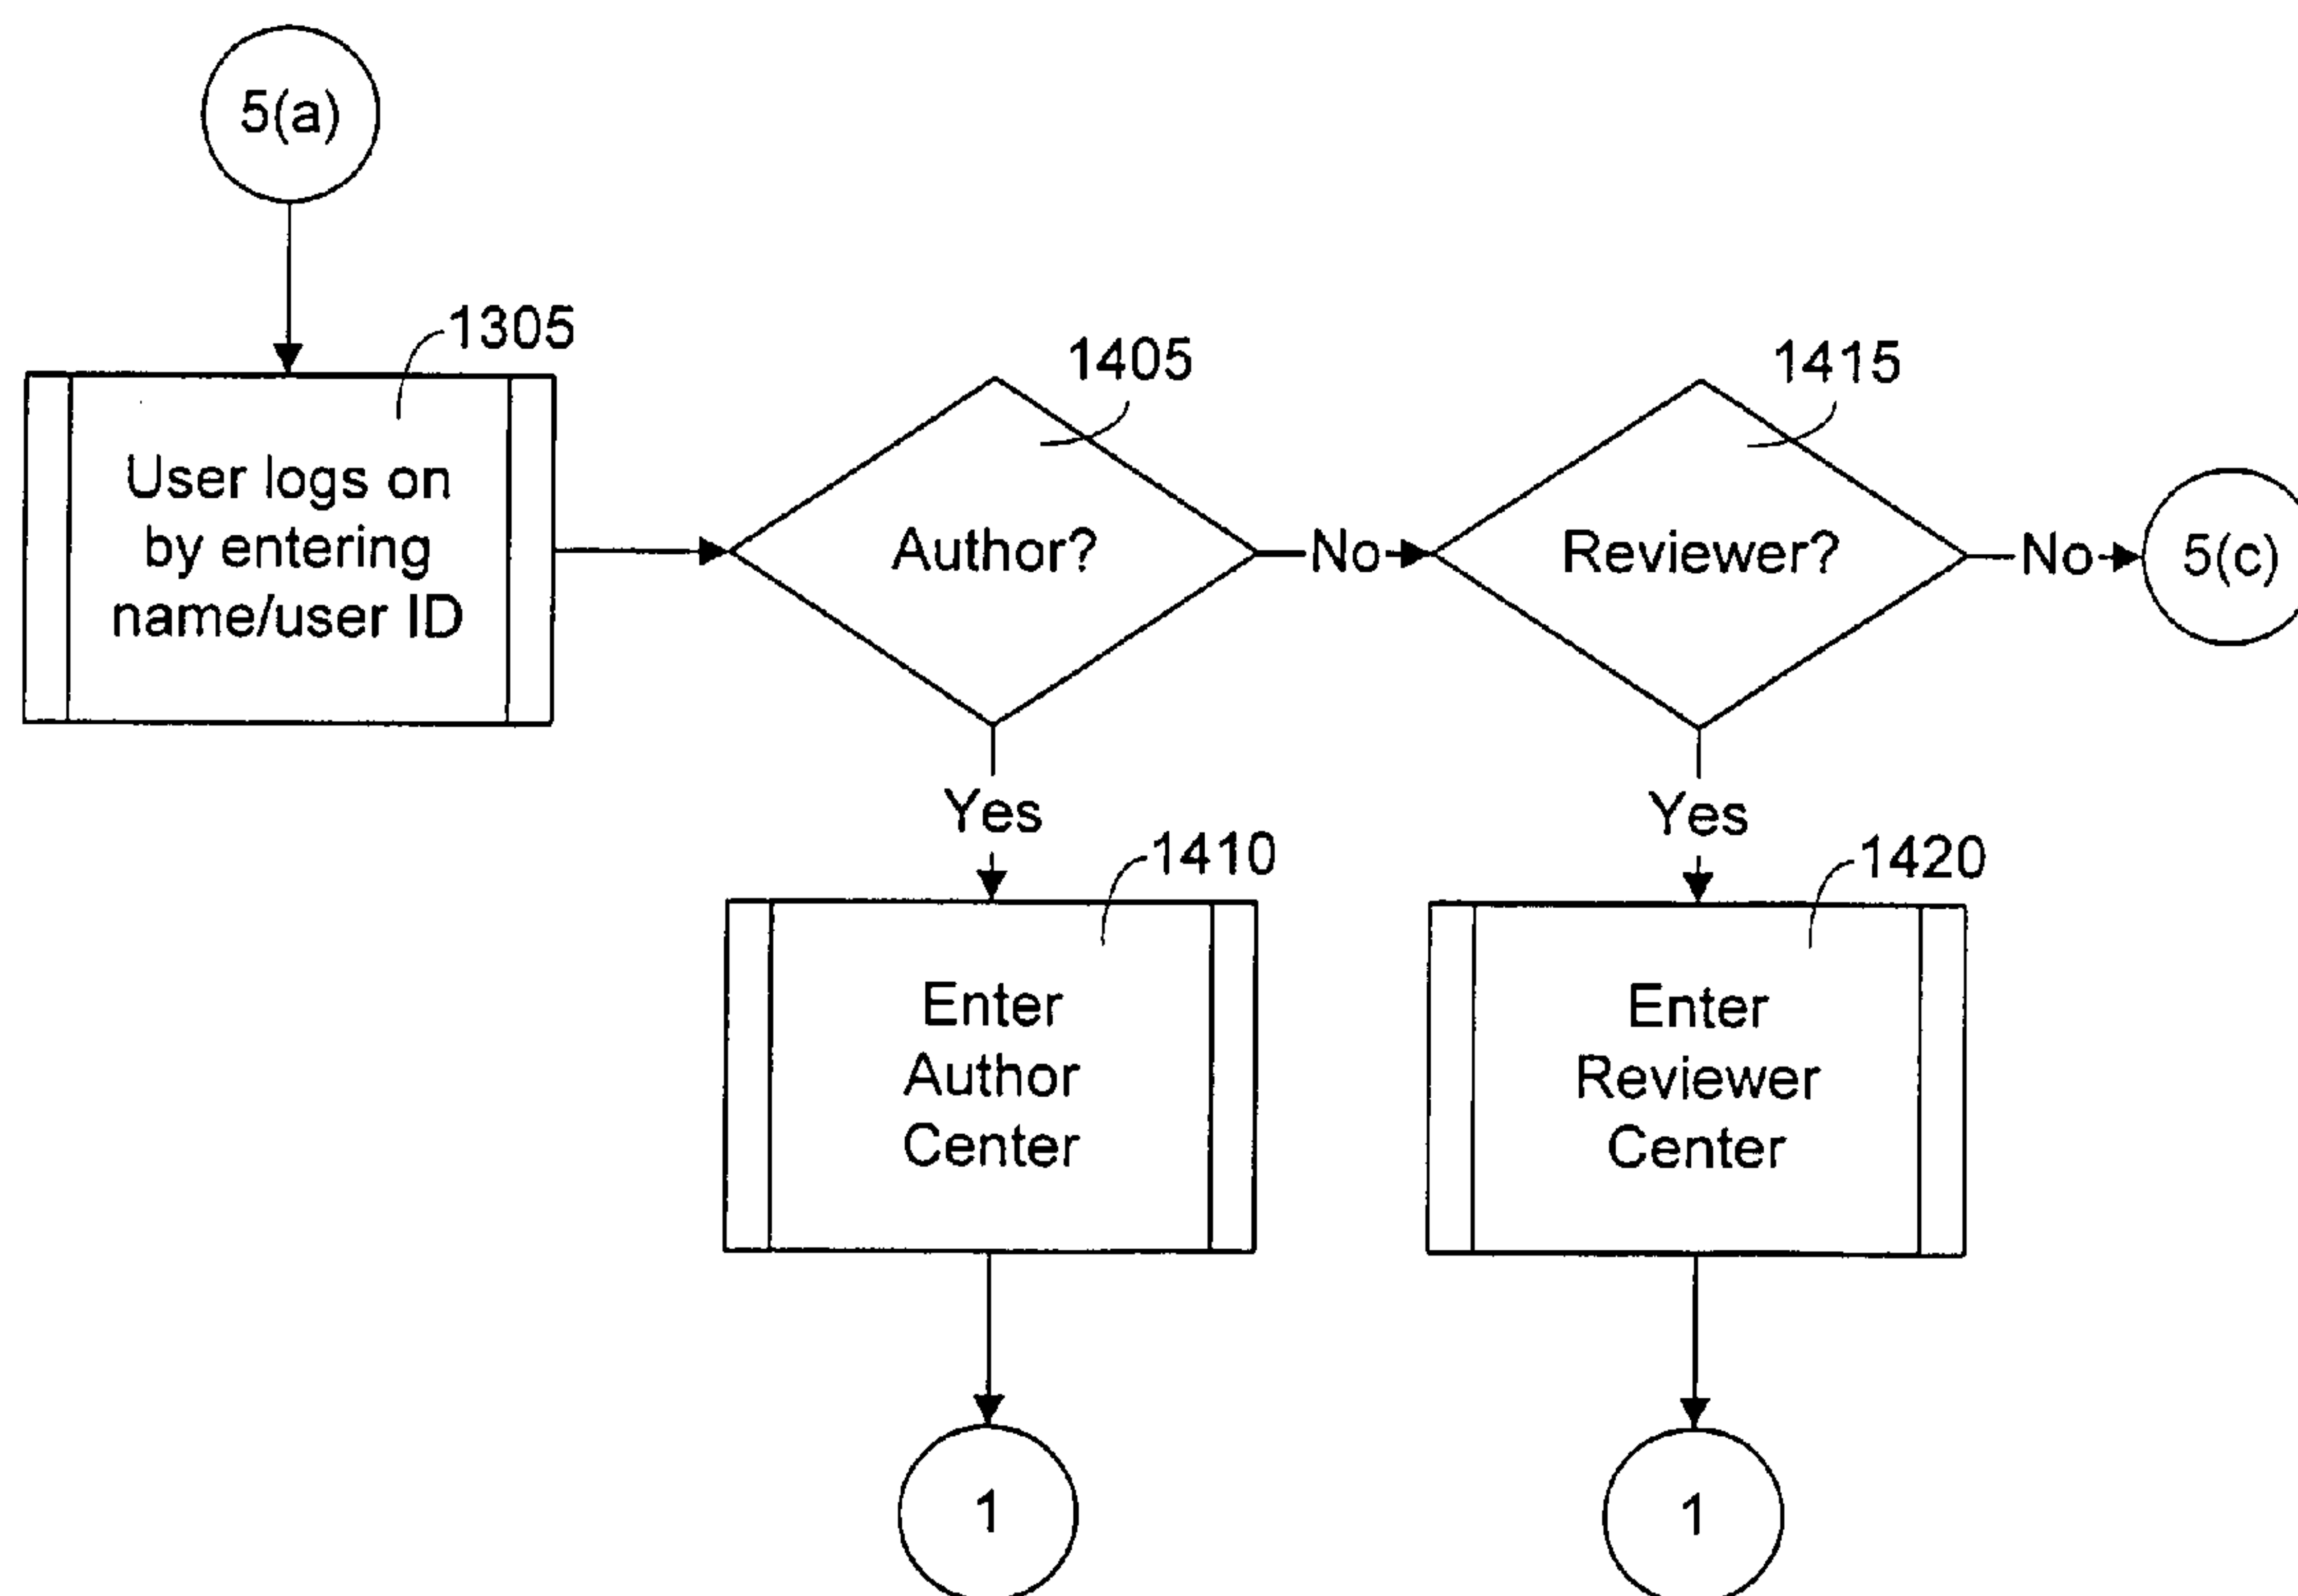 5(a)
1305
User logs on
by entering
name/user ID
1405
Author?
No
1415
Reviewer?
No
5(c)
Yes
1410
Enter
Author
Center
1
Yes
1420
Enter
Reviewer
Center
1